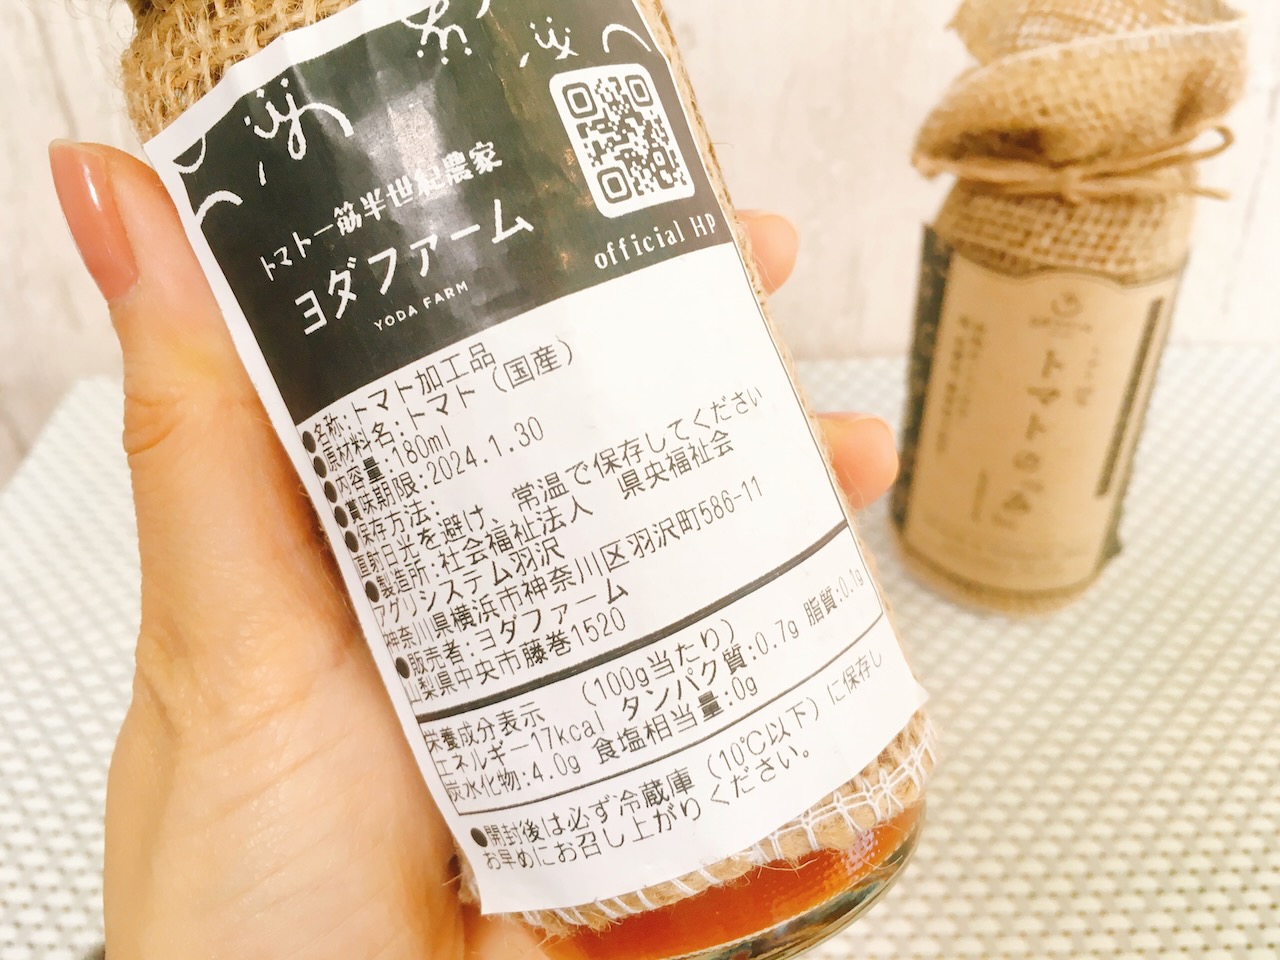 トマト一筋半世紀農家
ヨダファーム
YODA FARM
official HP
●名称:トマト加工品
●原材料名:トマト(国産)
●内容量:180ml
●賞味期限:2024.1.30
●保存方法:
直射日光を避け、常温で保存してください
●製造所:社会福祉法人 県央福祉会
アグリシステム羽沢
神奈川県横浜市神奈川区羽沢町586-11
●販売者:ヨダファーム
山梨県中央市藤巻1520
栄養成分表示 (100g当たり)
エネルギー17kcal タンパク質:0.7g 脂質:0.1g
炭水化物:4.0g 食塩相当量:0g
●開封後は必ず冷蔵庫(10℃以下)に保存し
お早めにお召し上がりください。